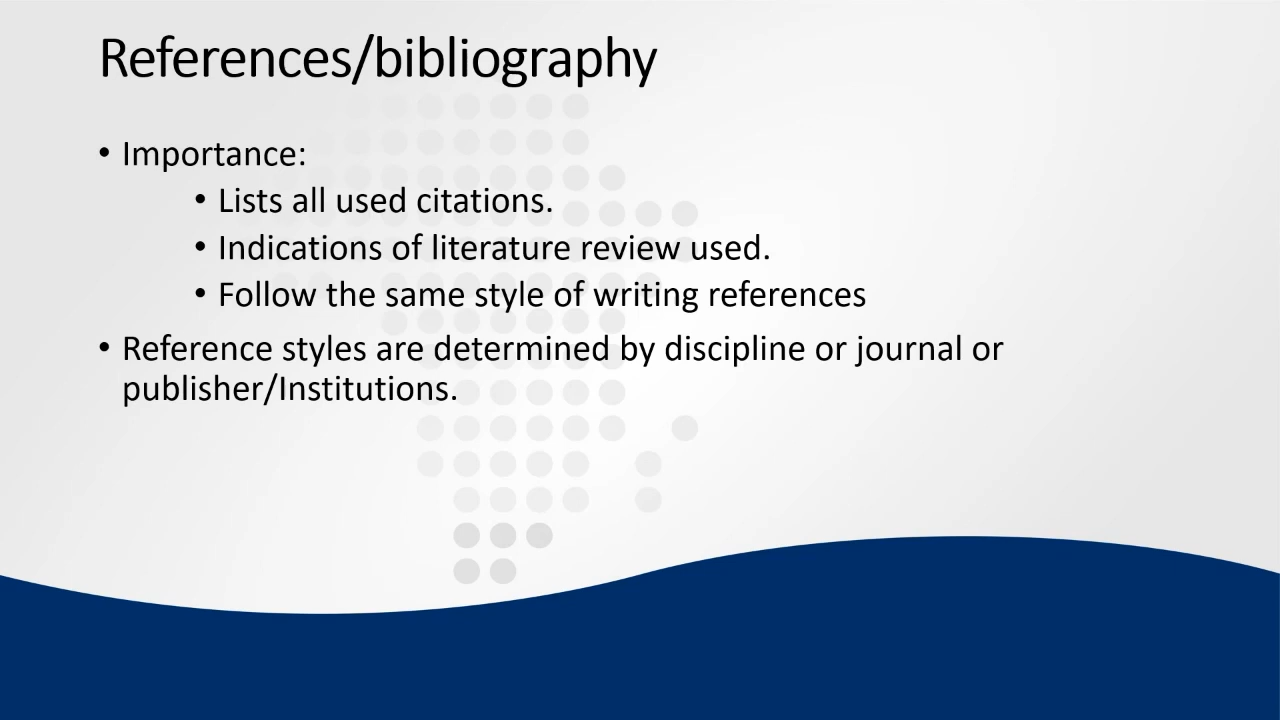 References/bibliography
• Importance:
• Lists all used citations.
• Indications of literature review used.
• Follow the same style of writing references
• Reference styles are determined by discipline or journal or
publisher/Institutions.